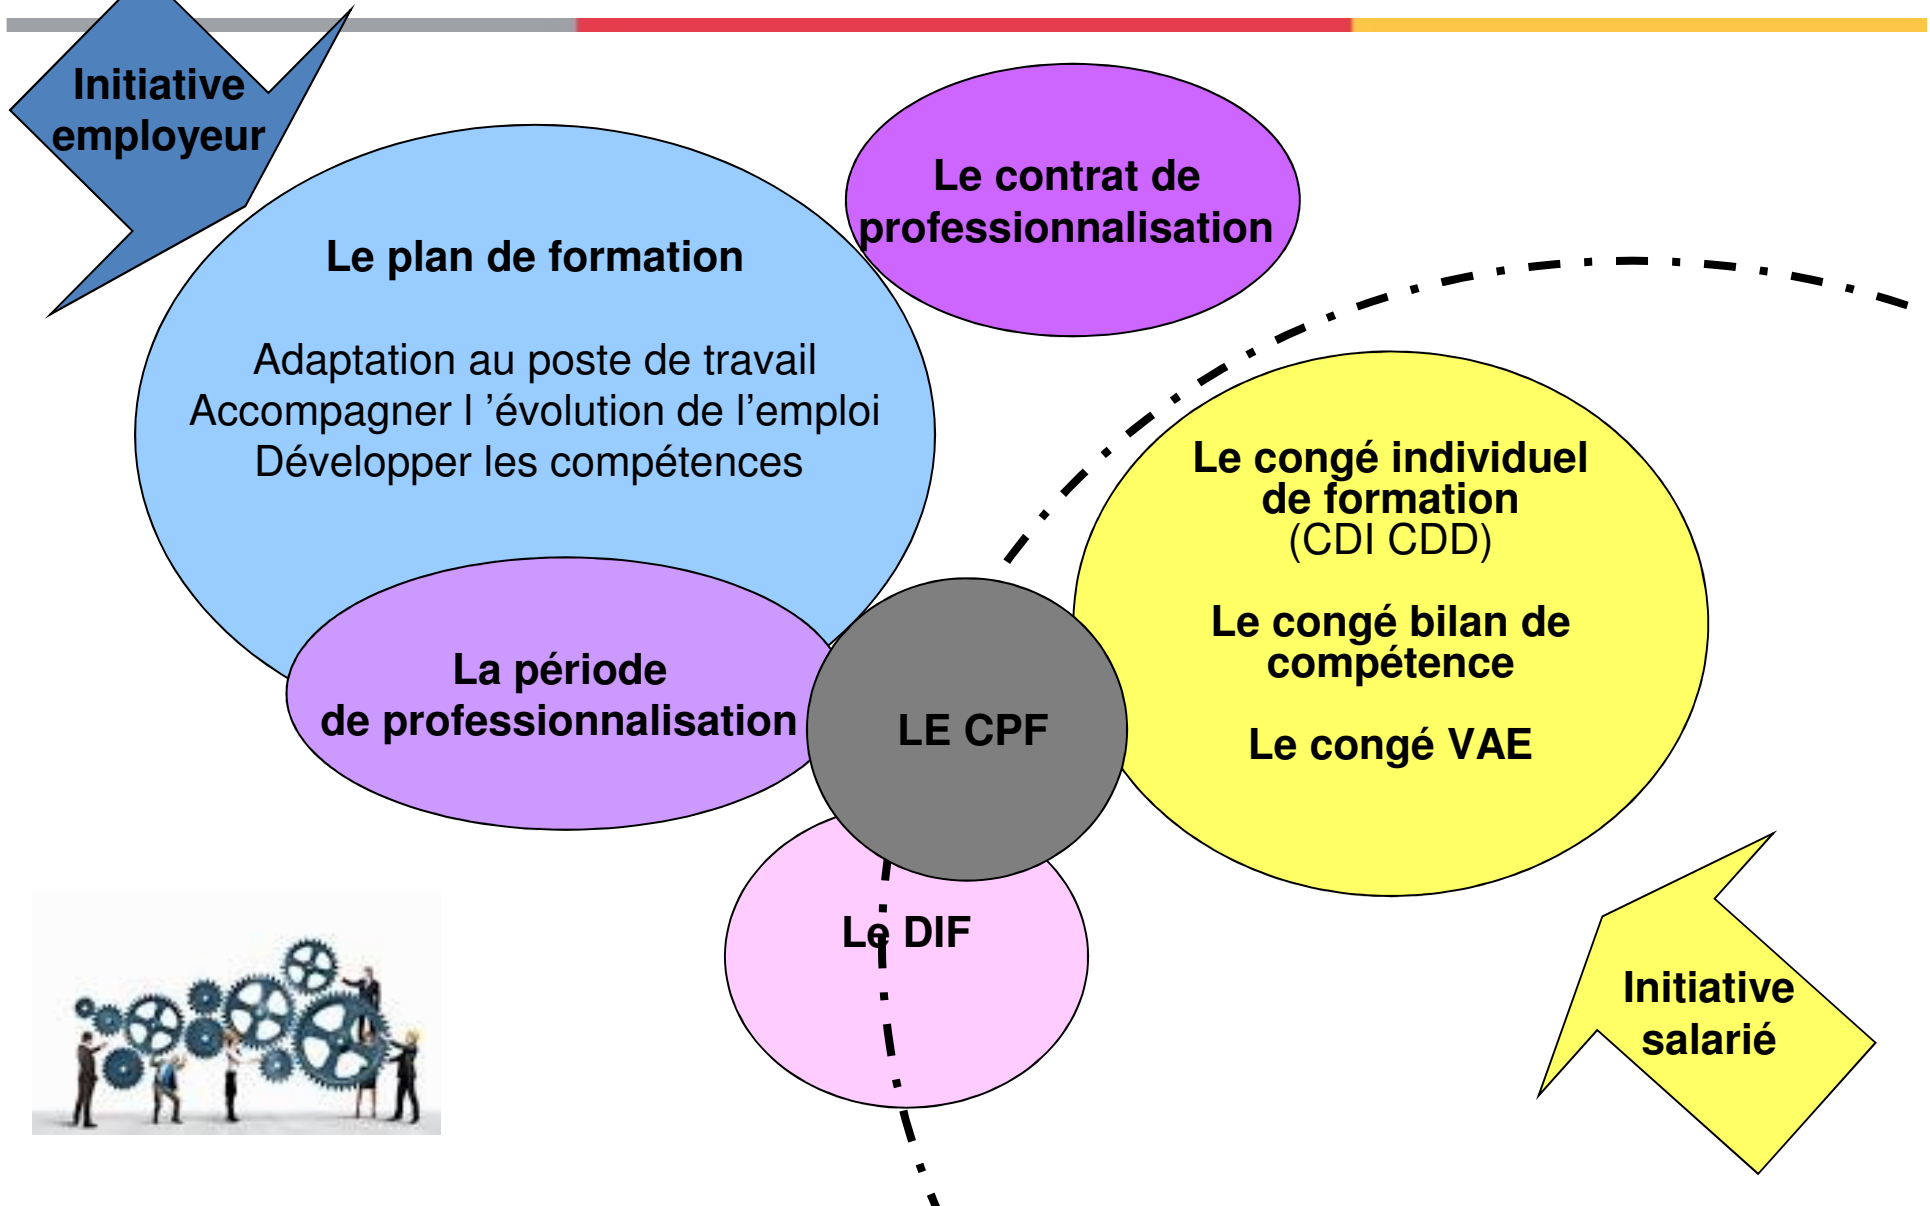 Initiative
employeur
Le contrat de
professionnalisation
Le plan de formation
Adaptation au poste de travail
Accompagner l ’évolution de l'emploi
Développer les compétences
Le congé individuel
de formation
(CDI CDD)
Le congé bilan de
compétence
Le congé VAE
La période
de professionnalisation
LE CPF
Le DIF
Initiative
salarié